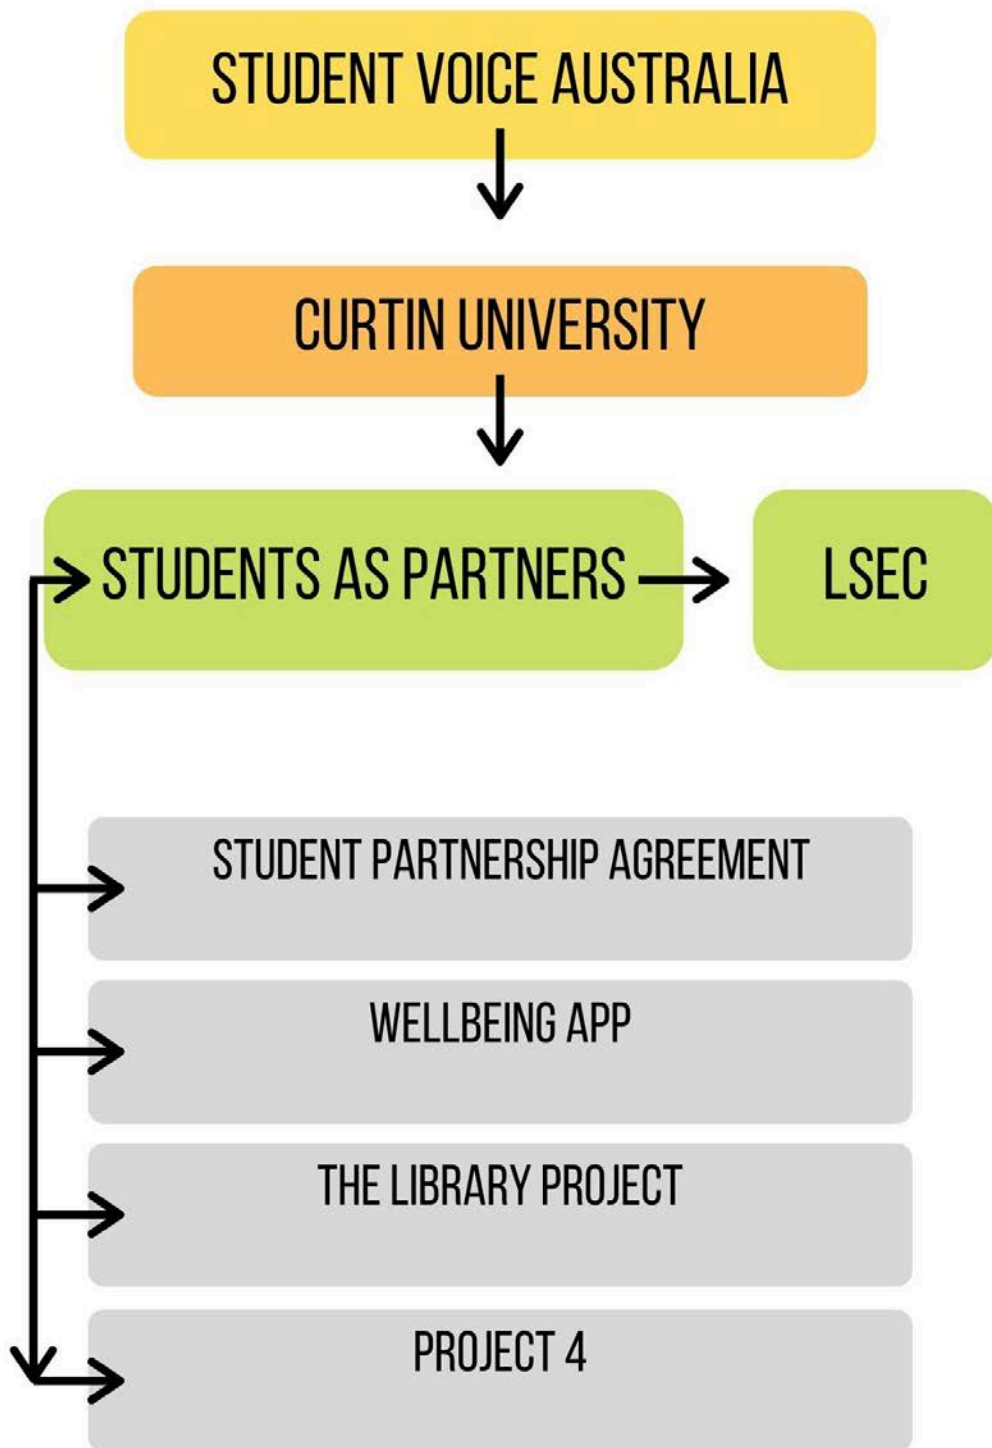 STUDENT VOICE AUSTRALIA
CURTIN UNIVERSITY
STUDENTS AS PARTNERS
LSEC
STUDENT PARTNERSHIP AGREEMENT
WELLBEING APP
THE LIBRARY PROJECT
PROJECT 4